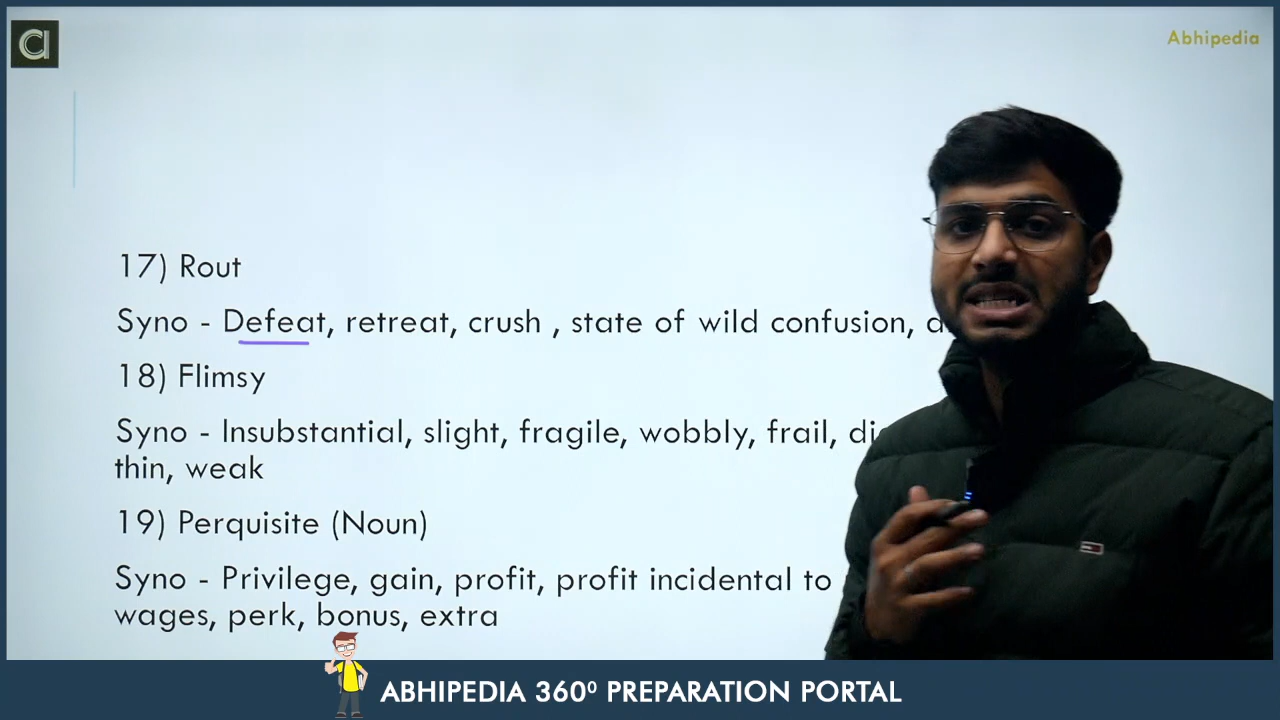 a
Abhipedia
17) Rout
Syno - Defeat, retreat, crush , state of wild confusion,
18) Flimsy
Syno - Insubstantial, slight, fragile, wobbly, frail,
thin, weak
19) Perquisite (Noun)
Syno - Privilege, gain, profit, profit incidental to
wages, perk, bonus, extra
ABHIPEDIA 360⁰ PREPARATION PORTAL